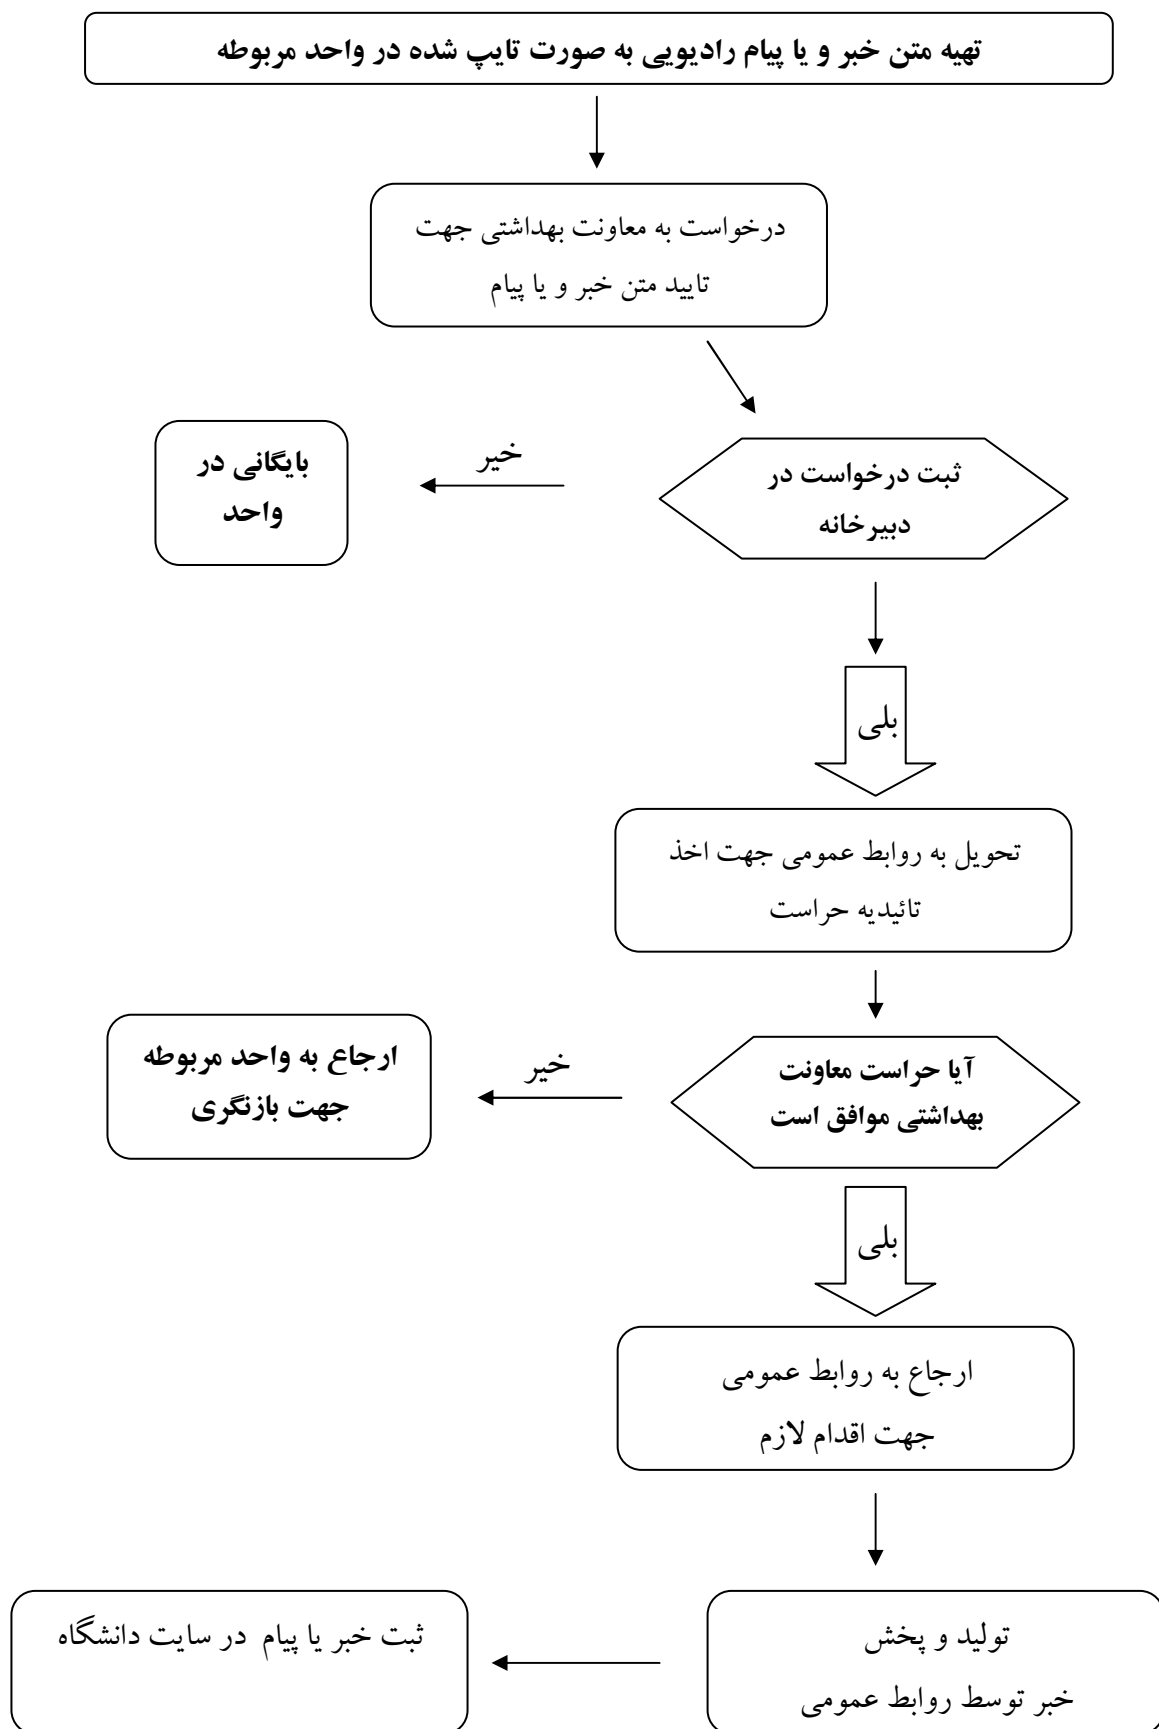 تهیه متن خبر و یا پیام رادیویی به صورت تایپ شده در واحد مربوطه
درخواست به معاونت بهداشتی جهت
تایید متن خبر و یا پیام
ثبت درخواست در
دبیرخانه
خیر
بایگانی در
واحد
بلی
تحویل به روابط عمومی جهت اخذ
تائیدیه حراست
آیا حراست معاونت
بهداشتی موافق است
خیر
ارجاع به واحد مربوطه
جهت بازنگری
بلی
ارجاع به روابط عمومی
جهت اقدام لازم
تولید و پخش
خبر توسط روابط عمومی
ثبت خبر یا پیام در سایت دانشگاه